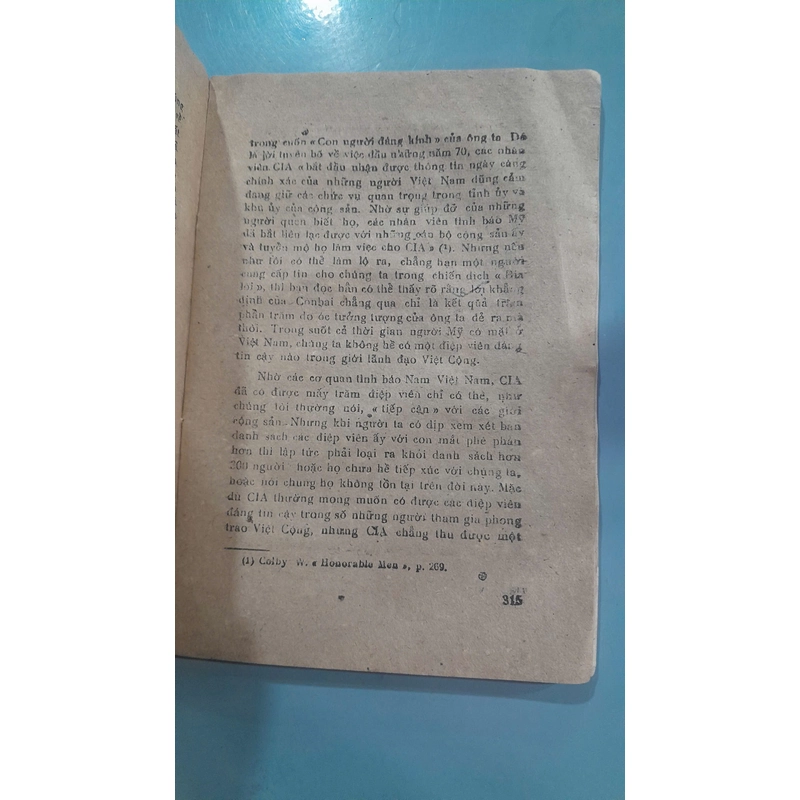 trong cuốn « Con người đáng kính » của ông ta Đó
là lời tuyên bố về việc đầu những năm 70, các nhân
viên CIA « bắt đầu nhận được thông tin ngày càng
chính xác của những người Việt Nam dũng cảm
đang giữ các chức vụ quan trọng trong tỉnh ủy và
khu ủy của cộng sản. Nhờ sự giúp đỡ của những
người quen biết họ, các nhân viên tình báo Mỹ
đã bắt liên lạc được với những cán bộ cộng sản ấy
và tuyển mộ họ làm việc cho CIA » (1). Nhưng nếu
như tôi có thể làm lộ ra, chẳng hạn một người
cung cấp tin cho chúng ta trong chiến dịch « Bia
lôi », thì bạn đọc hẳn có thể thấy rõ rằng lời khẳng
định của Conbai chẳng qua chỉ là kết quả trăm
phần trăm do óc tưởng tượng của ông ta đẻ ra mà
thôi. Trong suốt cả thời gian người Mỹ có mặt ở
Việt Nam, chúng ta không hề có một điệp viên đáng
tin cậy nào trong giới lãnh đạo Việt Cộng.
Nhờ các cơ quan tình báo Nam Việt Nam, CIA
đã có được mấy trăm điệp viên chỉ có thể, như
chúng tôi thường nói, « tiếp cận » với các giới
cộng sản. Nhưng khi người ta có dịp xem xét bản
danh sách các điệp viên ấy với con mắt phê phán
hơn thì lập tức phải loại ra khỏi danh sách hơn
300 người hoặc họ chưa hề tiếp xúc với chúng ta,
hoặc nói chung họ không tồn tại trên đời này. Mặc
dù CIA thường mong muốn có được các điệp viên
đáng tin cậy trong số những người tham gia phong
trào Việt Cộng, nhưng CIA chẳng thu được một
(1) Colby W. « Honorable Men », p. 269.
315